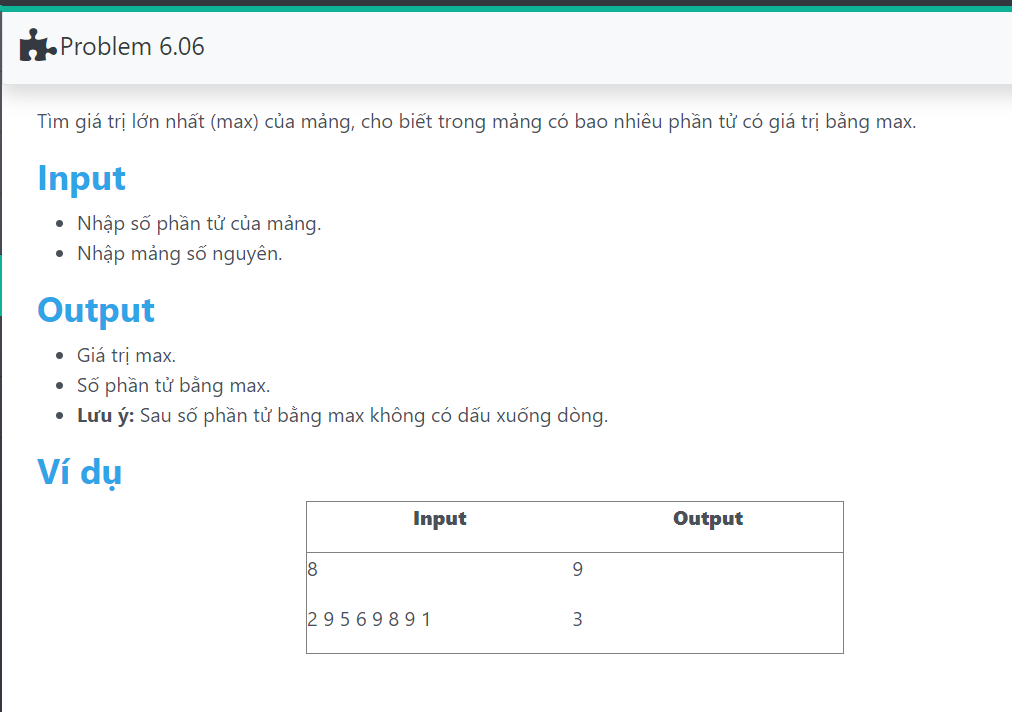 Problem 6.06
Tìm giá trị lớn nhất (max) của mảng, cho biết trong mảng có bao nhiêu phần tử có giá trị bằng max.
Input
Nhập số phần tử của mảng.
Nhập mảng số nguyên.
Output
Giá trị max.
Số phần tử bằng max.
Lưu ý: Sau số phần tử bằng max không có dấu xuống dòng.
Ví dụ
Input Output
8 9
2 9 5 6 9 8 9 1 3